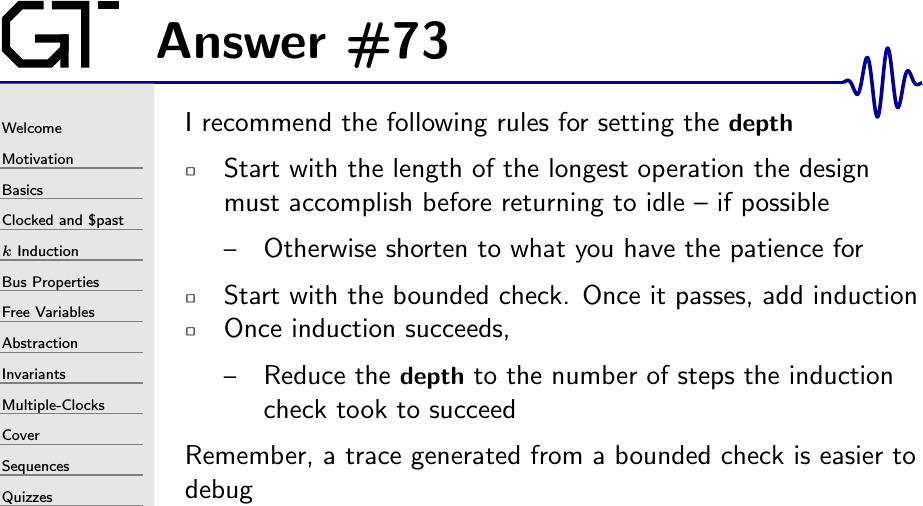 GT
Answer #73
Welcome
Motivation
Basics
Clocked and $past
k Induction
Bus Properties
Free Variables
Abstraction
Invariants
Multiple-Clocks
Cover
Sequences
Quizzes
I recommend the following rules for setting the depth
▫ Start with the length of the longest operation the design
must accomplish before returning to idle – if possible
– Otherwise shorten to what you have the patience for
▫ Start with the bounded check. Once it passes, add induction
▫ Once induction succeeds,
– Reduce the depth to the number of steps the induction
check took to succeed
Remember, a trace generated from a bounded check is easier to
debug